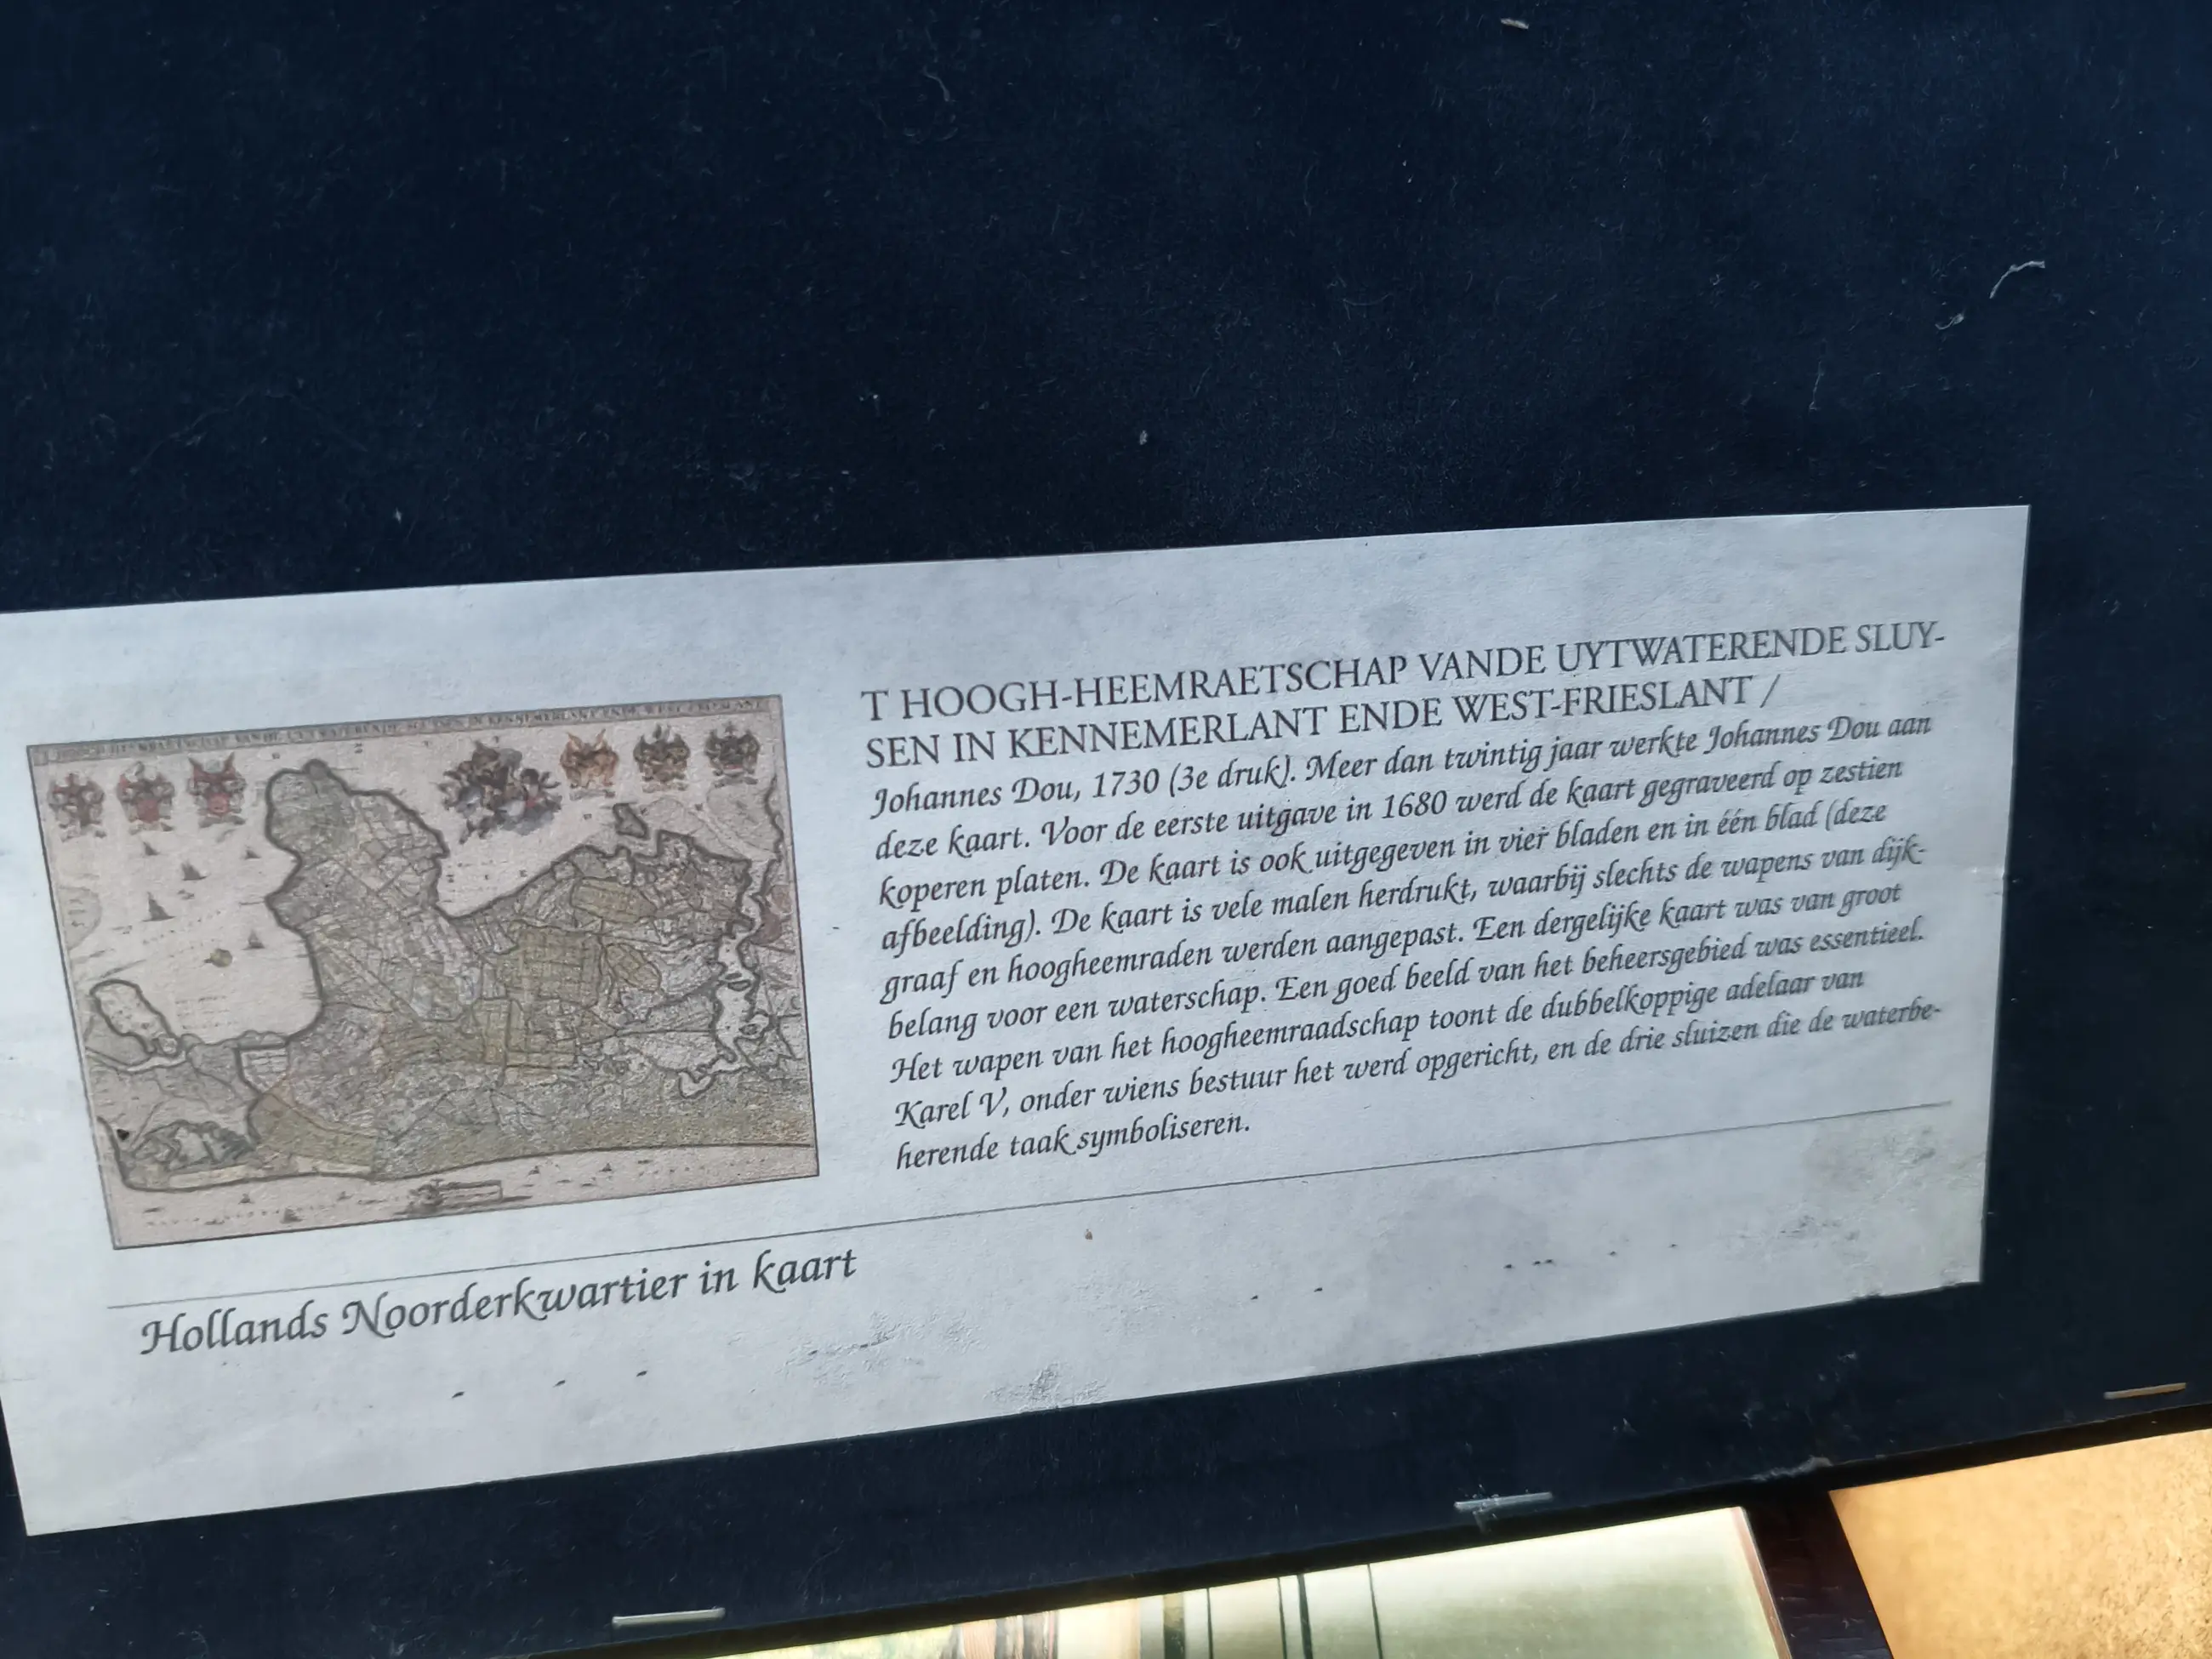 T HOOGH-HEEMRAETSCHAP VANDE UYTWATERENDE SLUY-
SEN IN KENNEMERLANT ENDE WEST-FRIESLANT /
Johannes Dou, 1730 (3e druk). Meer dan twintig jaar werkte Johannes Dou aan
deze kaart. Voor de eerste uitgave in 1680 werd de kaart gegraveerd op zestien
koperen platen. De kaart is ook uitgegeven in vier bladen en in één blad (deze
afbeelding). De kaart is vele malen herdrukt, waarbij slechts de wapens van dijk-
graaf en hoogheemraden werden aangepast. Een dergelijke kaart was van groot
belang voor een waterschap. Een goed beeld van het beheersgebied was essentieel.
Het wapen van het hoogheemraadschap toont de dubbelkoppige adelaar van
Karel V, onder wiens bestuur het werd opgericht, en de drie sluizen die de waterbe-
herende taak symboliseren.
Hollands Noorderkwartier in kaart